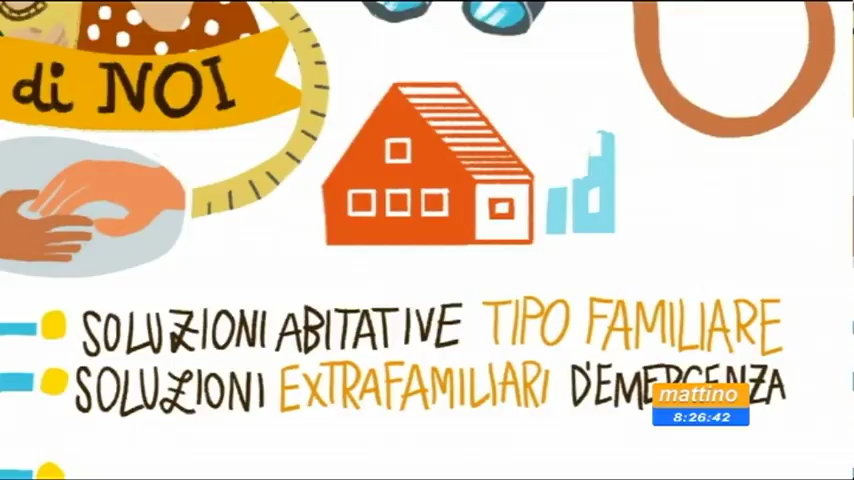 di NOI
SOLUZIONI ABITATIVE TIPO FAMILIARE
SOLUZIONI EXTRAFAMILIARI D'EMERGENZA
mattino
8:26:42